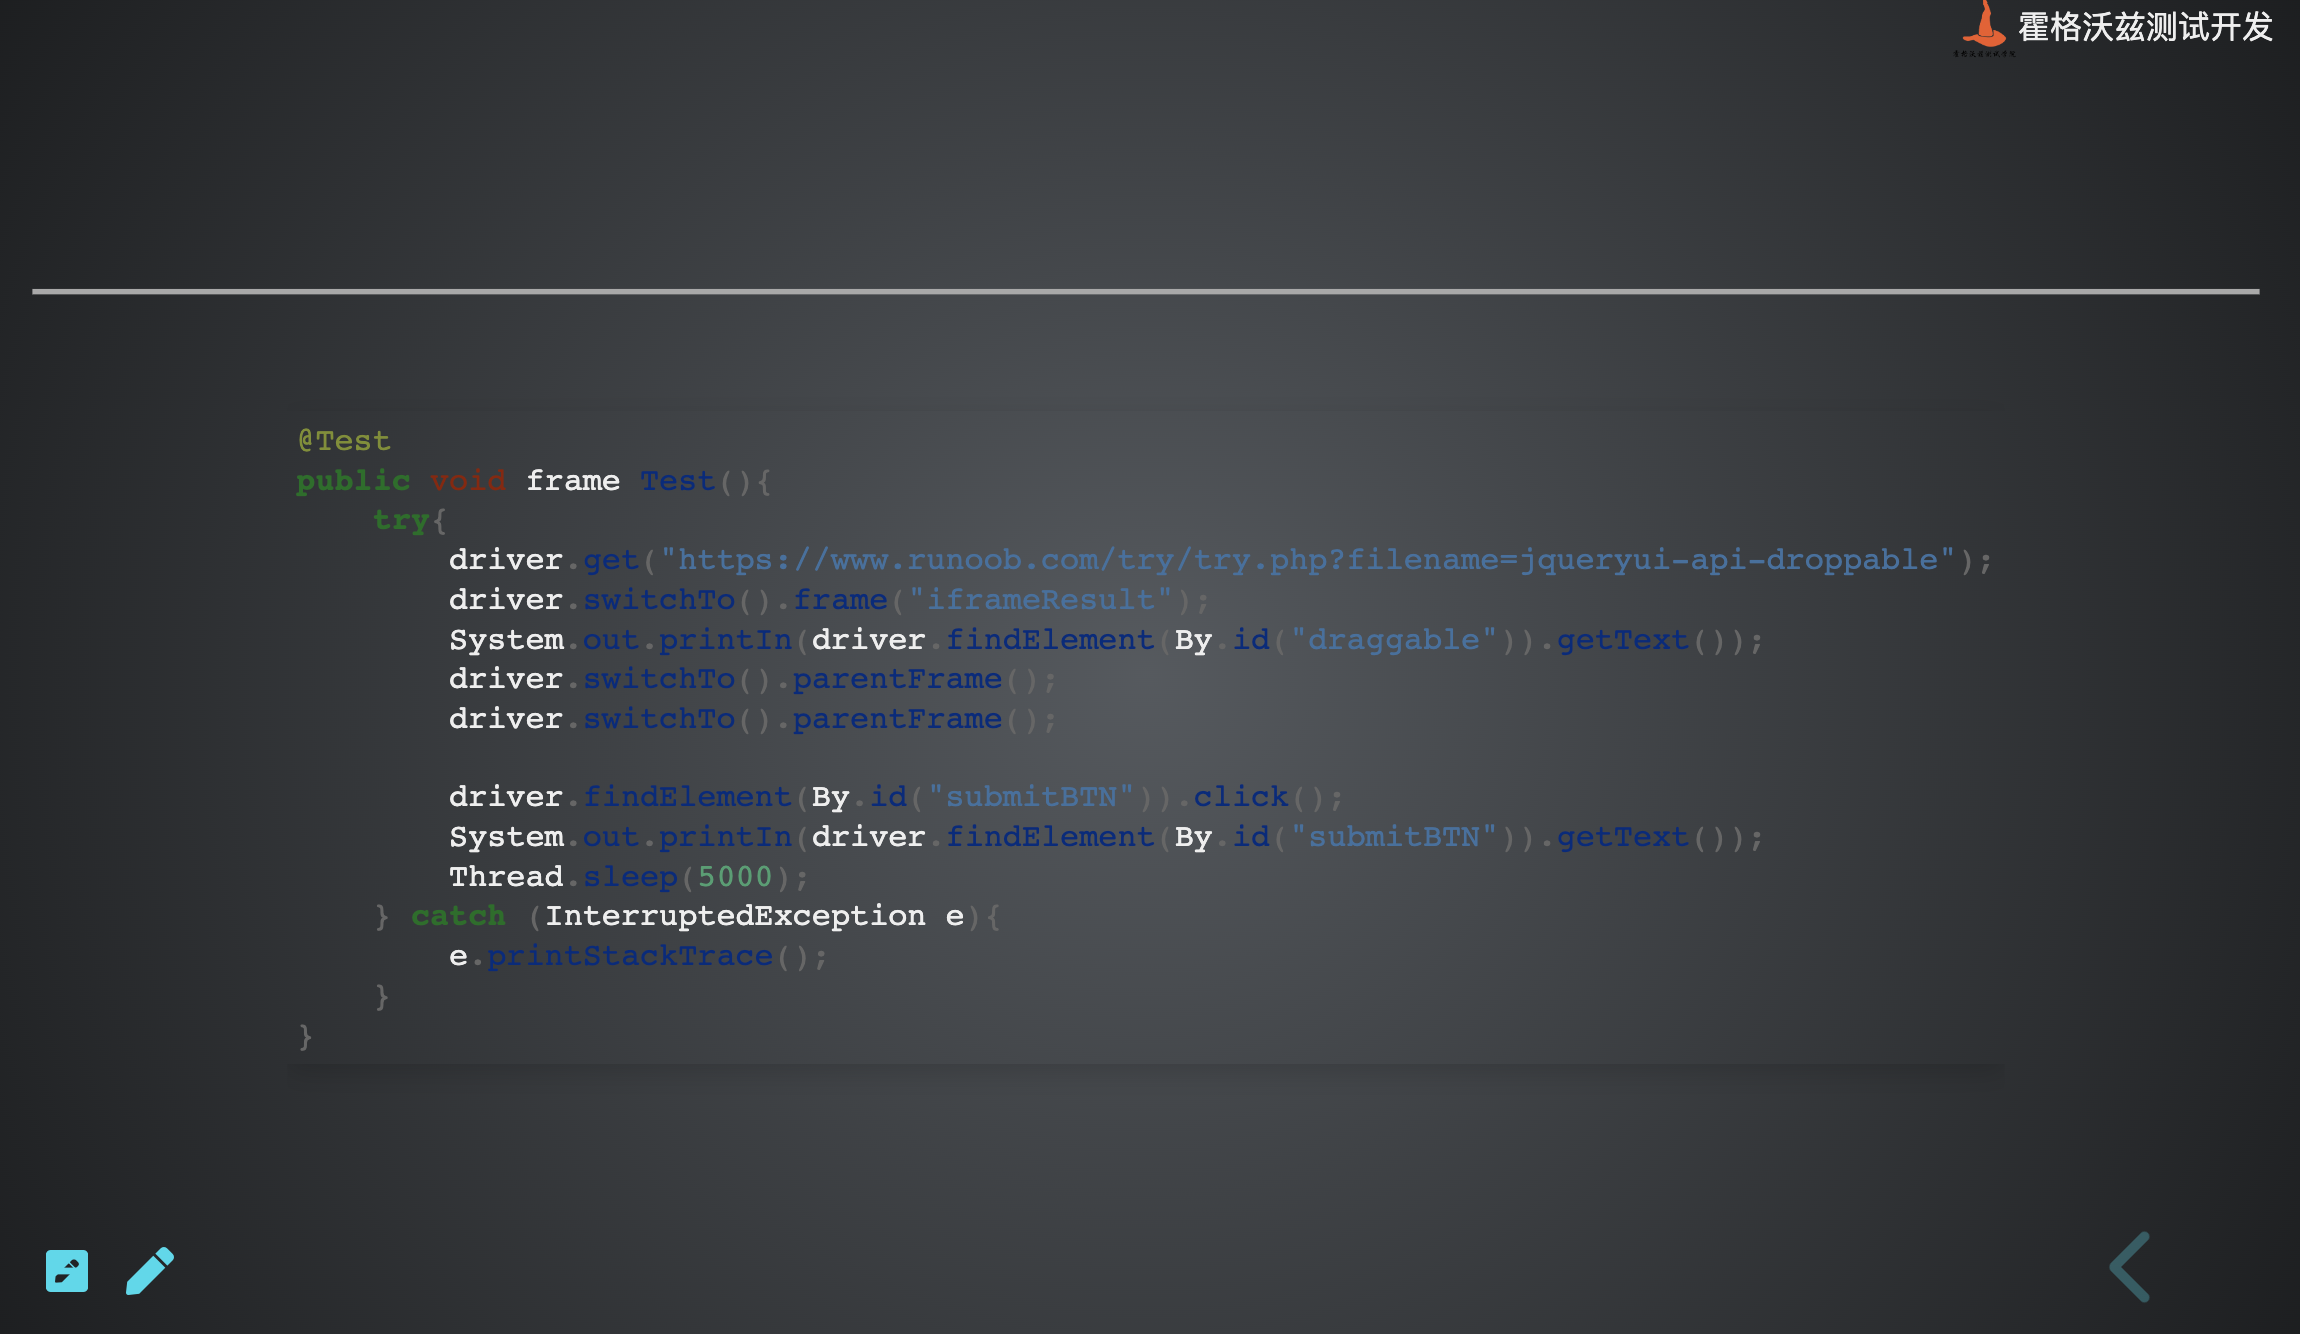 霍格沃兹测试开发
@Test
public void frame Test(){
    try{
        driver.get("https://www.runoob.com/try/try.php?filename=jqueryui-api-droppable");
        driver.switchTo().frame("iframeResult");
        System.out.printIn(driver.findElement(By.id("draggable")).getText());
        driver.switchTo().parentFrame();
        driver.switchTo().parentFrame();
        driver.findElement(By.id("submitBTN")).click();
        System.out.printIn(driver.findElement(By.id("submitBTN")).getText());
        Thread.sleep(5000);
    } catch (InterruptedException e){
        e.printStackTrace();
    }
}